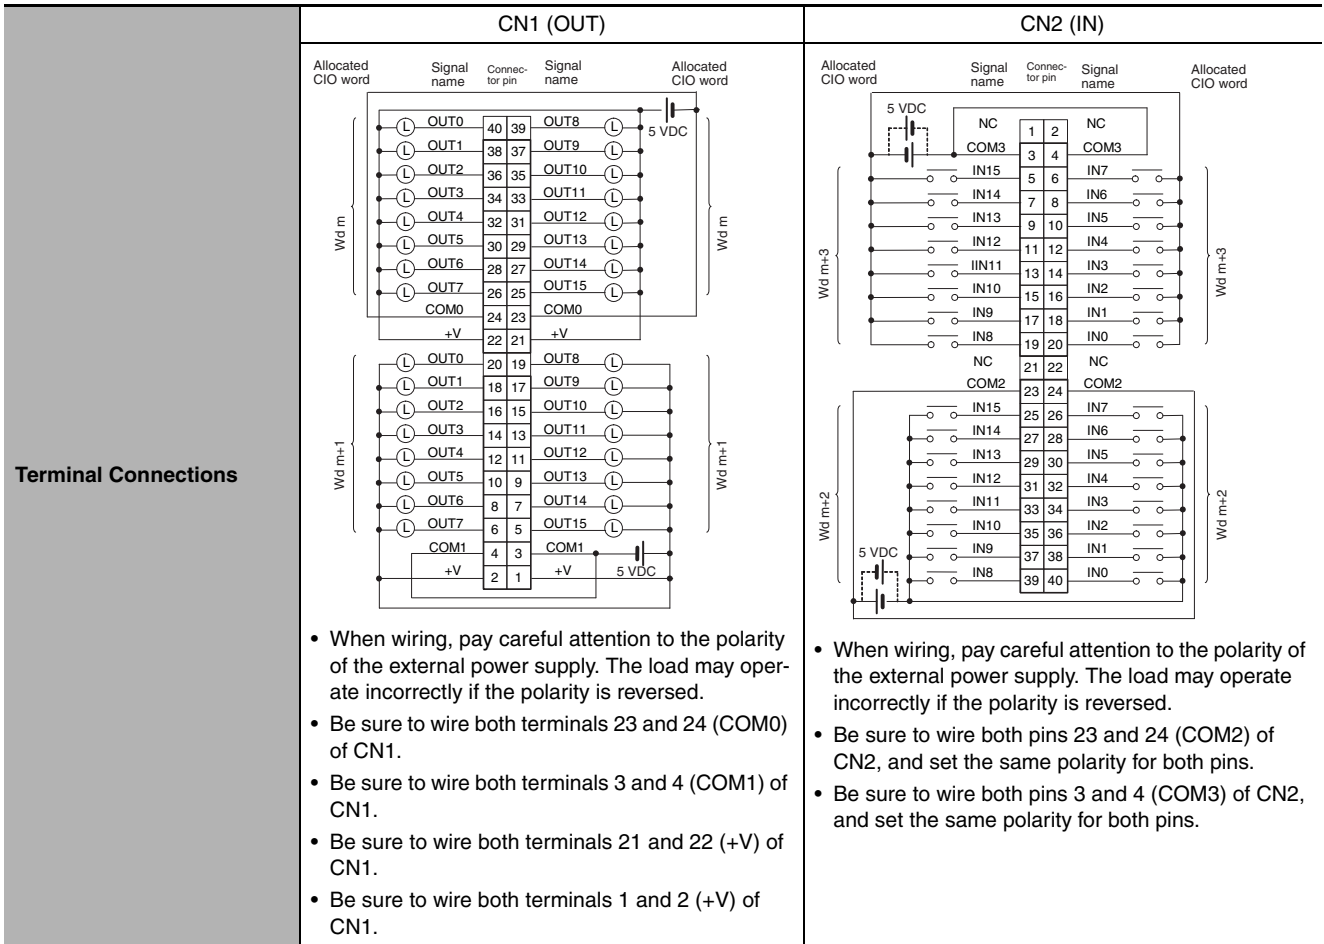 Terminal Connections
CN1 (OUT)
Allocated CIO word Signal name Connec-tor pin Signal name Allocated CIO word
5 VDC
Wd m
OUT0 40 39 OUT8
OUT1 38 37 OUT9
OUT2 36 35 OUT10
OUT3 34 33 OUT11
OUT4 32 31 OUT12
OUT5 30 29 OUT13
OUT6 28 27 OUT14
OUT7 26 25 OUT15
Wd m
COM0 24 23 COM0
+V 22 21 +V
Wd m+1
L OUT0 20 19 OUT8 L
L OUT1 18 17 OUT9 L
L OUT2 16 15 OUT10 L
L OUT3 14 13 OUT11 L
L OUT4 12 11 OUT12 L
L OUT5 10 9 OUT13 L
L OUT6 8 7 OUT14 L
L OUT7 6 5 OUT15 L
Wd m+1
COM1 4 3 COM1
+V 2 1 +V 5 VDC
• When wiring, pay careful attention to the polarity
of the external power supply. The load may oper-
ate incorrectly if the polarity is reversed.
• Be sure to wire both terminals 23 and 24 (COM0)
of CN1.
• Be sure to wire both terminals 3 and 4 (COM1) of
CN1.
• Be sure to wire both terminals 21 and 22 (+V) of
CN1.
• Be sure to wire both terminals 1 and 2 (+V) of
CN1.
CN2 (IN)
Allocated CIO word Signal name Connec-tor pin Signal name Allocated CIO word
5 VDC
NC 1 2 NC
COM3 3 4 COM3
Wd m+3
IN15 5 6 IN7
IN14 7 8 IN6
IN13 9 10 IN5
IN12 11 12 IN4
IIN11 13 14 IN3
IN10 15 16 IN2
IN9 17 18 IN1
IN8 19 20 IN0
Wd m+3
NC 21 22 NC
COM2 23 24 COM2
Wd m+2
IN15 25 26 IN7
IN14 27 28 IN6
IN13 29 30 IN5
IN12 31 32 IN4
IN11 33 34 IN3
IN10 35 36 IN2
5 VDC IN9 37 38 IN1
IN8 39 40 IN0
Wd m+2
• When wiring, pay careful attention to the polarity of
the external power supply. The load may operate
incorrectly if the polarity is reversed.
• Be sure to wire both pins 23 and 24 (COM2) of
CN2, and set the same polarity for both pins.
• Be sure to wire both pins 3 and 4 (COM3) of CN2,
and set the same polarity for both pins.